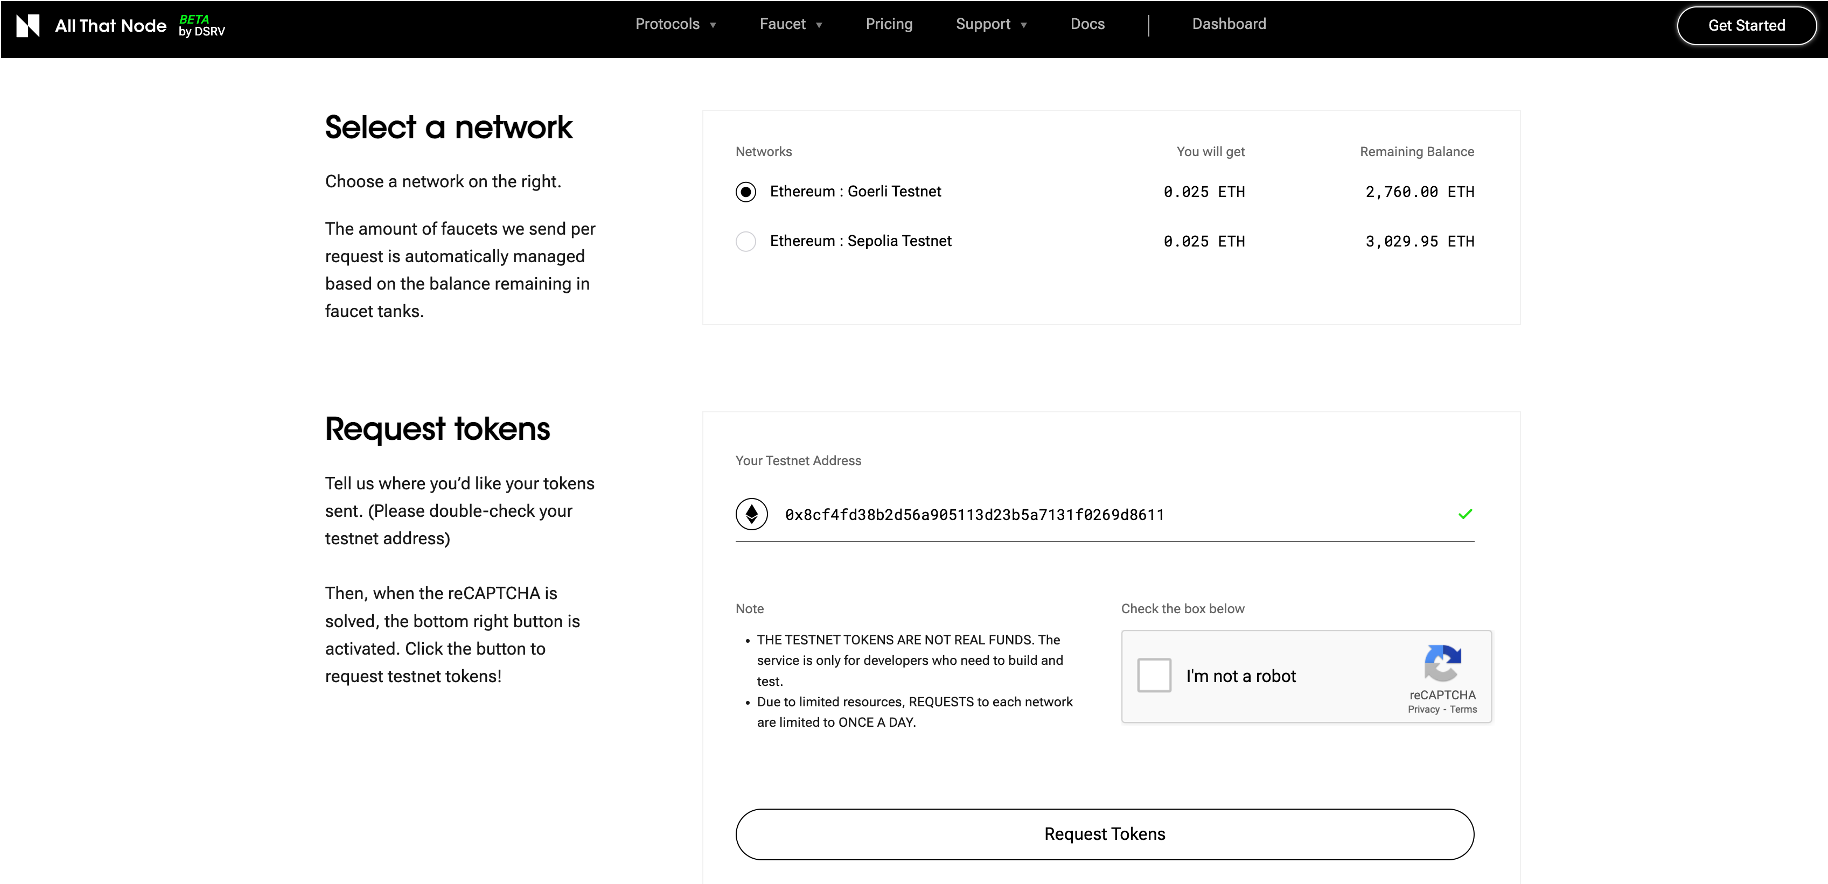 All That Node BETA by DSRV Protocols Faucet Pricing Support Docs Dashboard Get Started
Select a network
Choose a network on the right.
The amount of faucets we send per
request is automatically managed
based on the balance remaining in
faucet tanks.
Networks You will get Remaining Balance
Ethereum : Goerli Testnet 0.025 ETH 2,760.00 ETH
Ethereum : Sepolia Testnet 0.025 ETH 3,029.95 ETH
Request tokens
Tell us where you’d like your tokens
sent. (Please double-check your
testnet address)
Then, when the reCAPTCHA is
solved, the bottom right button is
activated. Click the button to
request testnet tokens!
Your Testnet Address
0x8cf4fd38b2d56a905113d23b5a7131f0269d8611
Note
• THE TESTNET TOKENS ARE NOT REAL FUNDS. The
service is only for developers who need to build and
test.
• Due to limited resources, REQUESTS to each network
are limited to ONCE A DAY.
Check the box below
I'm not a robot
reCAPTCHA
Privacy - Terms
Request Tokens